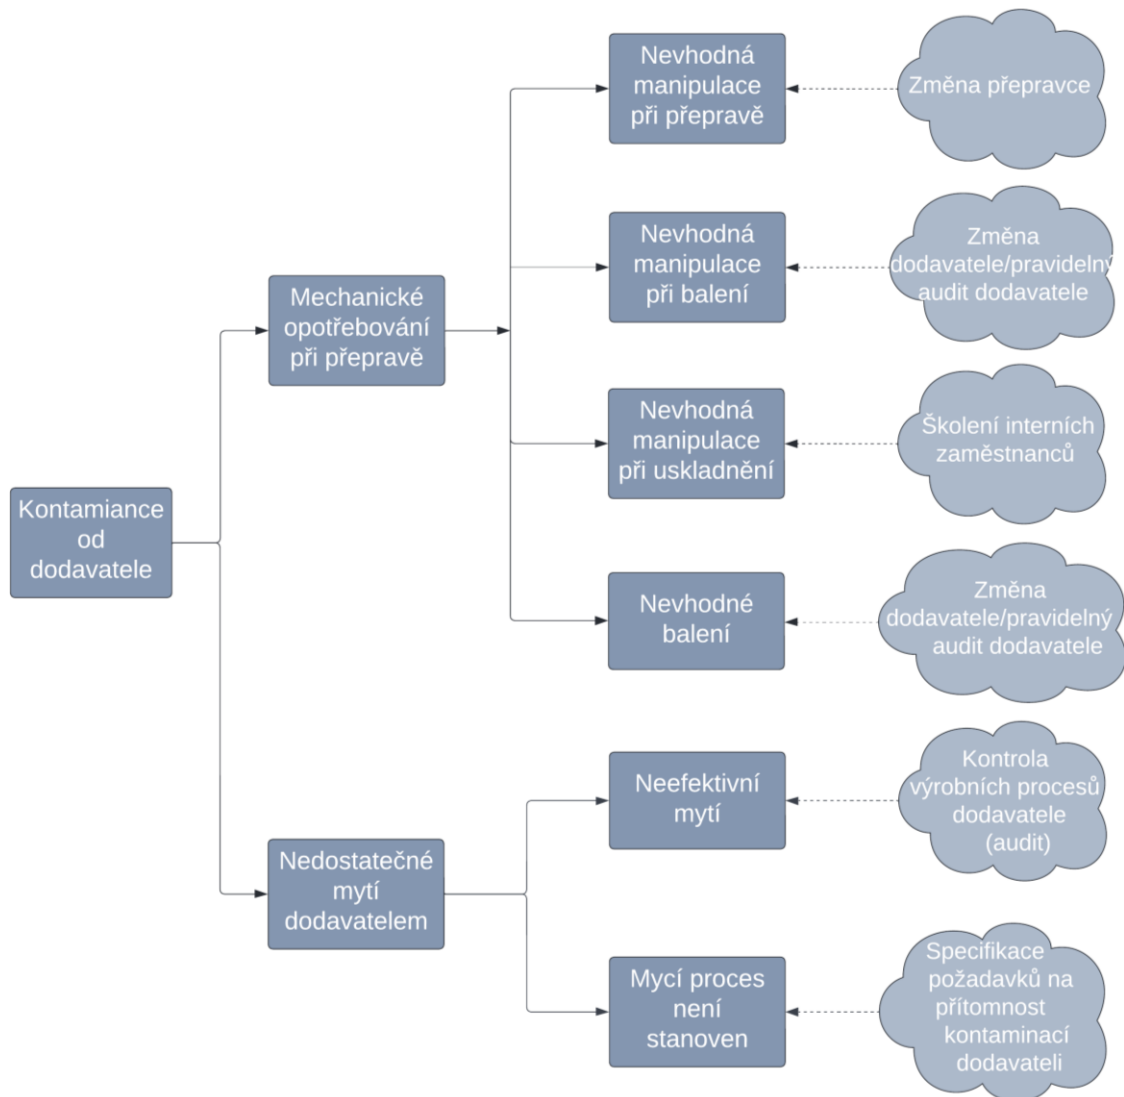 Nevhodná
manipulace
při přepravě
Změna přepravce
Nevhodná
manipulace
při balení
Změna
dodavatele/pravidelný
audit dodavatele
Mechanické
opotřebování
při přepravě
Nevhodná
manipulace
při uskladnění
Školení interních
zaměstnanců
Kontamiance
od
dodavatele
Nevhodné
balení
Změna
dodavatele/pravidelný
audit dodavatele
Neefektivní
mytí
Kontrola
výrobních procesů
dodavatele
(audit)
Nedostatečné
mytí
dodavatelem
Mycí proces
není
stanoven
Specifikace
požadavků na
přítomnost
kontaminací
dodavateli